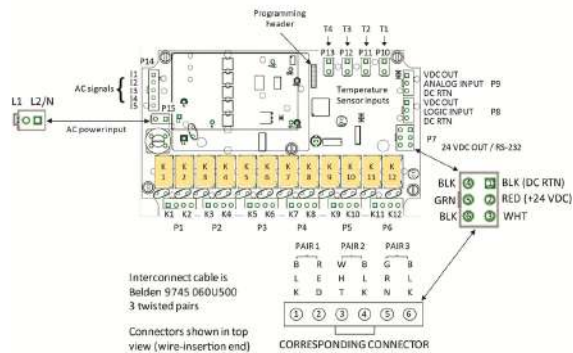 Programming
header
T4 T3 T2 T1
P13 P12 P11 P10
P14
I1
I2
I3
I4
I5
AC signals
L1 L2/N
AC power input
P15
Temperature
Sensor inputs
VDC OUT
ANALOG INPUT P9
DC RTN
VDC OUT
LOGIC INPUT P8
DC RTN
P7
24 VDC OUT / RS-232
K K K K K K K K K K K K
1 2 3 4 5 6 7 8 9 10 11 12
K1 K2 K3 K4 K5 K6 K7 K8 K9 K10 K11 K12
P1 P2 P3 P4 P5 P6
BLK 4 1 BLK (DC RTN)
GRN 5 2 RED (+24 VDC)
BLK 6 3 WHT
PAIR 1 PAIR 2 PAIR 3
B R W B G B
L E H L R L
K D T K N K
1 2 3 4 5 6
CORRESPONDING CONNECTOR
Interconnect cable is
Belden 9745 060U500
3 twisted pairs
Connectors shown in top
view (wire-insertion end)